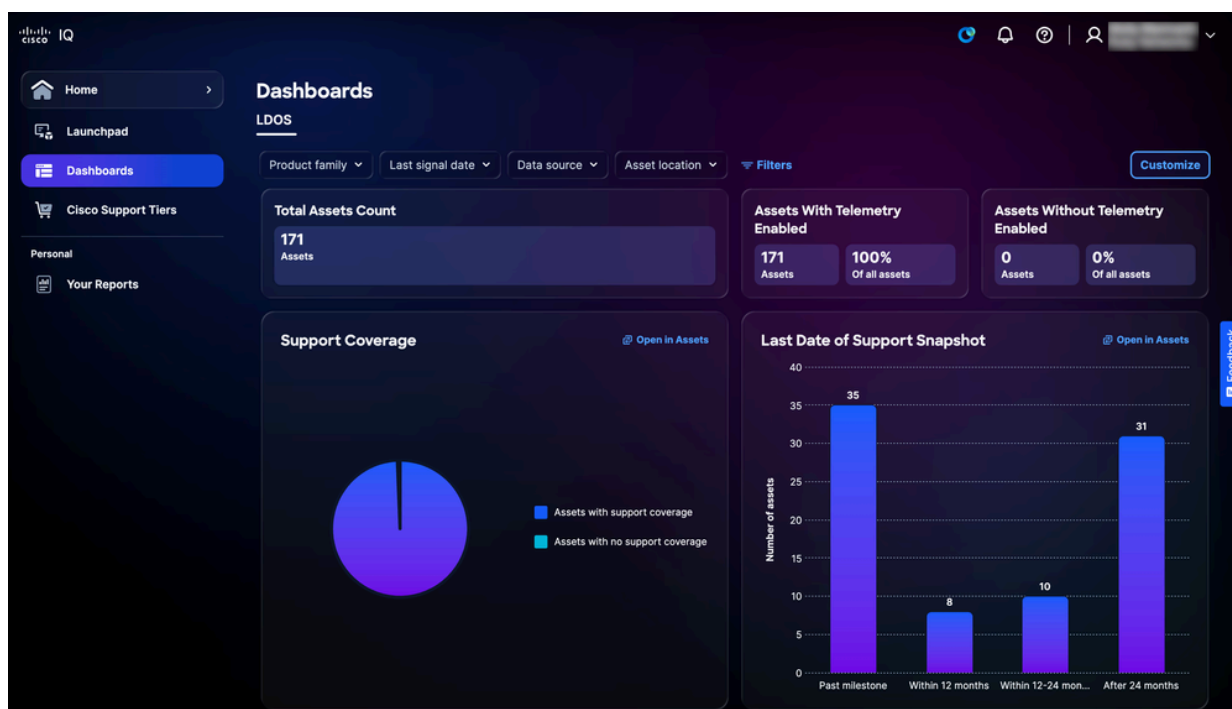 cisco IQ
Home
Launchpad
Dashboards
Cisco Support Tiers
Personal
Your Reports
Dashboards
LDOS
Product family
Last signal date
Data source
Asset location
Filters
Customize
Total Assets Count
171
Assets
Assets With Telemetry
Enabled
171
Assets
100%
Of all assets
Assets Without Telemetry
Enabled
0
Assets
0%
Of all assets
Support Coverage
Open in Assets
Assets with support coverage
Assets with no support coverage
Last Date of Support Snapshot
Open in Assets
Number of assets
40
35
30
25
20
15
10
5
0
35
8
10
31
Past milestone
Within 12 months
Within 12-24 mon...
After 24 months
Feedback